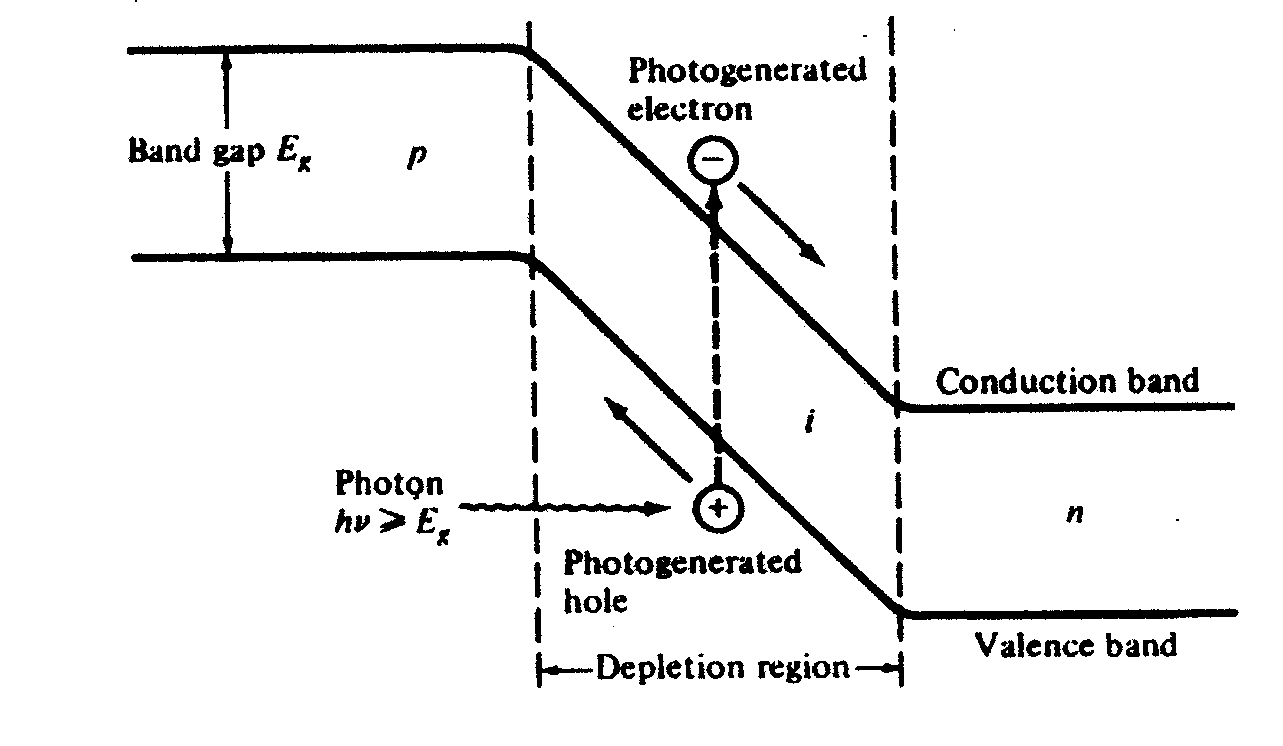 Photogenerated
electron
−
Band gap E_g
p
Conduction band
i
Photon
hν ⩾ E_g
+
n
Photogenerated
hole
Valence band
Depletion region